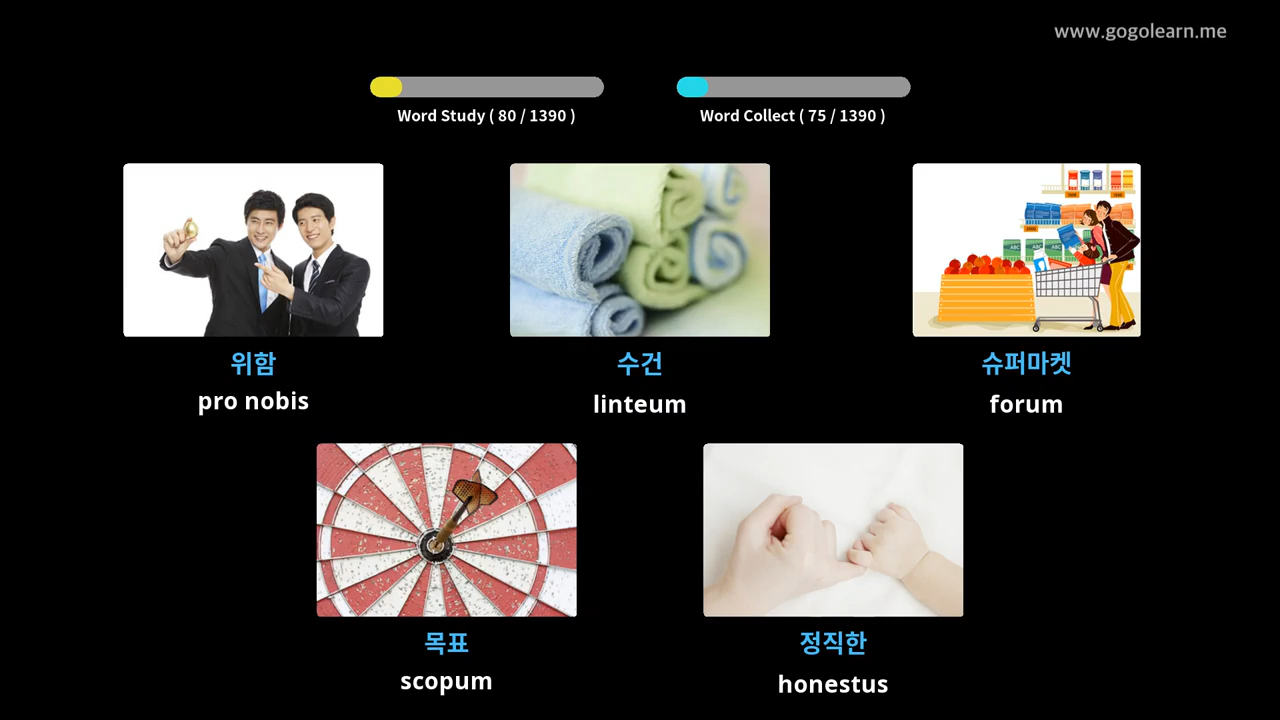 www.gogolearn.me
Word Study ( 80 / 1390 )
Word Collect ( 75 / 1390 )
위함
pro nobis
수건
linteum
슈퍼마켓
forum
목표
scopum
정직한
honestus